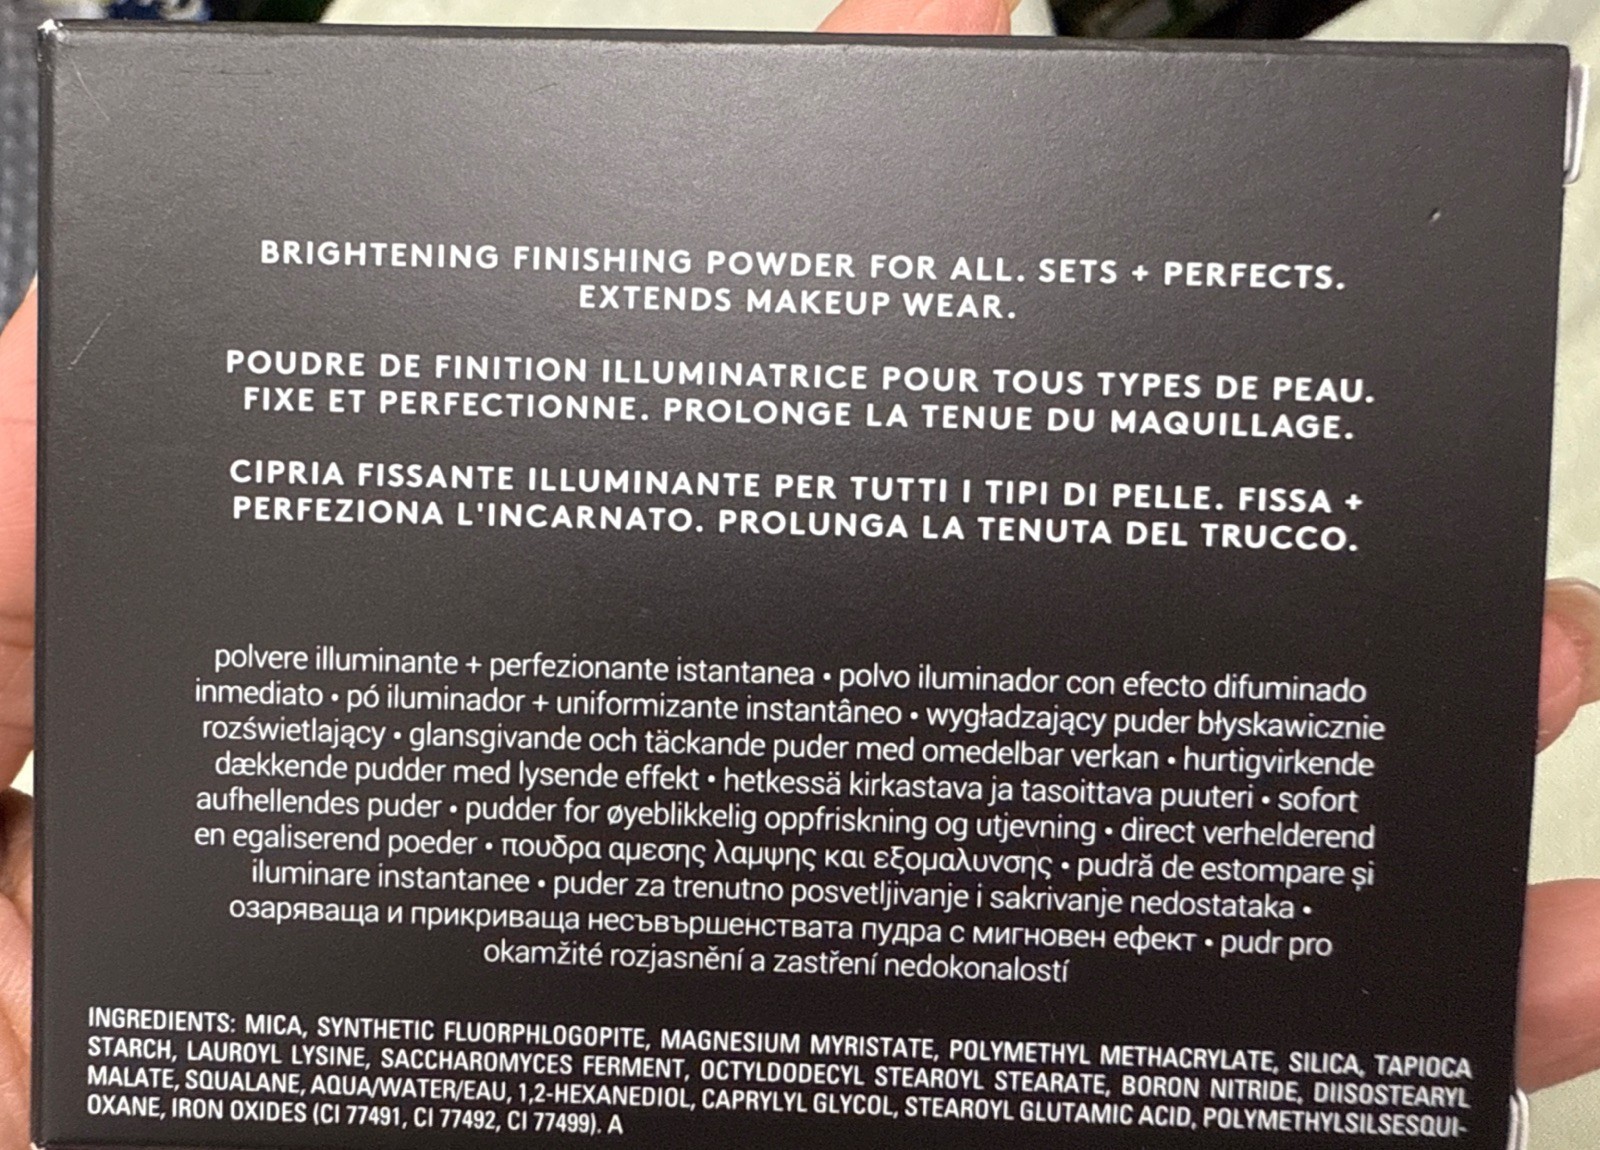 BRIGHTENING FINISHING POWDER FOR ALL. SETS + PERFECTS.
EXTENDS MAKEUP WEAR.
POUDRE DE FINITION ILLUMINATRICE POUR TOUS TYPES DE PEAU.
FIXE ET PERFECTIONNE. PROLONGE LA TENUE DU MAQUILLAGE.
CIPRIA FISSANTE ILLUMINANTE PER TUTTI I TIPI DI PELLE. FISSA +
PERFEZIONA L'INCARNATO. PROLUNGA LA TENUTA DEL TRUCCO.
polvere illuminante + perfezionante istantanea • polvo iluminador con efecto difuminado
inmediato • pó iluminador + uniformizante instantâneo • wygładzający puder błyskawicznie
rozświetlający • glansgivande och täckande puder med omedelbar verkan • hurtigvirkende
dækkende pudder med lysende effekt • hetkessä kirkastava ja tasoittava puuteri • sofort
aufhellendes puder • pudder for øyeblikkelig oppfriskning og utjevning • direct verhelderend
en egaliserend poeder • πουδρα αμεσης λαμψης και εξομαλυνσης • pudră de estompare și
iluminare instantanee • puder za trenutno posvetljivanje i sakrivanje nedostataka •
озаряваща и прикриваща несъвършенствата пудра с мигновен ефект • pudr pro
okamžité rozjasnění a zastření nedokonalostí
INGREDIENTS: MICA, SYNTHETIC FLUORPHLOGOPITE, MAGNESIUM MYRISTATE, POLYMETHYL METHACRYLATE, SILICA, TAPIOCA
STARCH, LAUROYL LYSINE, SACCHAROMYCES FERMENT, OCTYLDODECYL STEAROYL STEARATE, BORON NITRIDE, DIISOSTEARYL
MALATE, SQUALANE, AQUA/WATER/EAU, 1,2-HEXANEDIOL, CAPRYLYL GLYCOL, STEAROYL GLUTAMIC ACID, POLYMETHYLSILSESQUI-
OXANE, IRON OXIDES (CI 77491, CI 77492, CI 77499). A